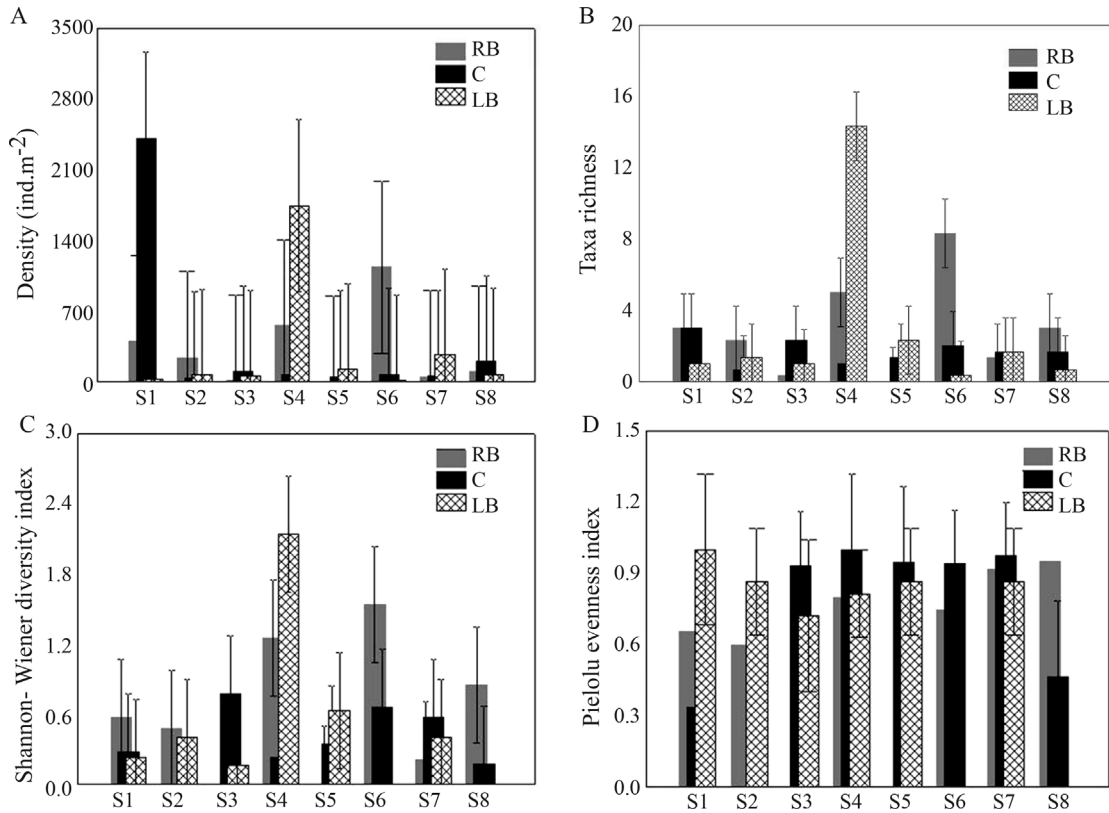 A
3500
2800
2100
1400
700
0
Density (ind.m-2)
RB
C
LB
S1 S2 S3 S4 S5 S6 S7 S8
B
20
16
12
8
4
0
Taxa richness
RB
C
LB
S1 S2 S3 S4 S5 S6 S7 S8
C
3.0
2.4
1.8
1.2
0.6
0.0
Shannon- Wiener diversity index
RB
C
LB
S1 S2 S3 S4 S5 S6 S7 S8
D
1.5
1.2
0.9
0.6
0.3
0.0
Pielolu evenness index
RB
C
LB
S1 S2 S3 S4 S5 S6 S7 S8